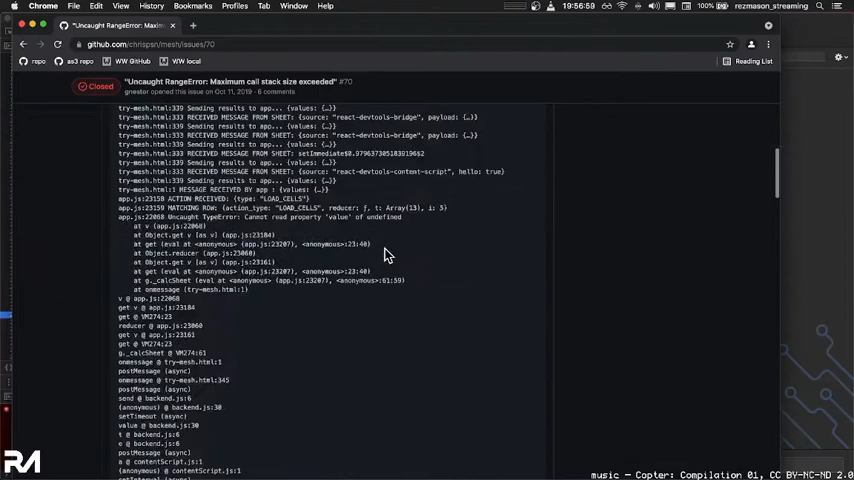 Chrome File Edit View History Bookmarks Profiles Tab Window Help 100% 19:56:59 rezmason_streaming
"Uncaught RangeError: Maxim
github.com/chrispsn/mesh/issues/70
repo as3 repo WW GitHub WW Build Reading List
Closed "Uncaught RangeError: Maximum call stack size exceeded" #70
gnestor opened this issue on Oct 11, 2019 · 6 comments
try-mesh.html:339 Sending results to app... {values: {…}}
try-mesh.html:333 RECEIVED MESSAGE FROM SHEET: {source: "react-devtools-bridge", payload: {…}}
try-mesh.html:339 Sending results to app... {values: {…}}
try-mesh.html:333 RECEIVED MESSAGE FROM SHEET: {source: "react-devtools-bridge", payload: {…}}
try-mesh.html:339 Sending results to app... {values: {…}}
try-mesh.html:333 RECEIVED MESSAGE FROM SHEET: setImmediate$0.9796373051839196$2
try-mesh.html:339 Sending results to app... {values: {…}}
try-mesh.html:333 RECEIVED MESSAGE FROM SHEET: {source: "react-devtools-content-script", hello: true}
try-mesh.html:339 Sending results to app... {values: {…}}
try-mesh.html:1 MESSAGE RECEIVED BY app : {values: {…}}
app.js:23158 ACTION RECEIVED: {type: "LOAD_CELLS"}
app.js:23159 MATCHING ROW: {action_type: "LOAD_CELLS", reducer: ƒ, t: Array(13), i: 5}
app.js:22068 Uncaught TypeError: Cannot read property 'value' of undefined
at v (app.js:22068)
at Object.get v [as v] (app.js:23184)
at get (eval at <anonymous> (app.js:23207), <anonymous>:23:40)
at Object.reducer (app.js:23060)
at Object.get v [as v] (app.js:23161)
at get (eval at <anonymous> (app.js:23207), <anonymous>:23:40)
at g._calcSheet (eval at <anonymous> (app.js:23207), <anonymous>:61:59)
at onmessage (try-mesh.html:1)
v @ app.js:22068
get v @ app.js:23184
get @ VM274:23
reducer @ app.js:23060
get v @ app.js:23161
get @ VM274:23
g._calcSheet @ VM274:61
onmessage @ try-mesh.html:1
postMessage (async)
onmessage @ try-mesh.html:345
postMessage (async)
send @ backend.js:6
(anonymous) @ backend.js:30
setTimeout (async)
value @ backend.js:30
t @ backend.js:6
e @ backend.js:6
postMessage (async)
a @ contentScript.js:1
(anonymous) @ contentScript.js:1
setInterval (async)
RM
music – Copter: Compilation 01, CC BY-NC-ND 2.0